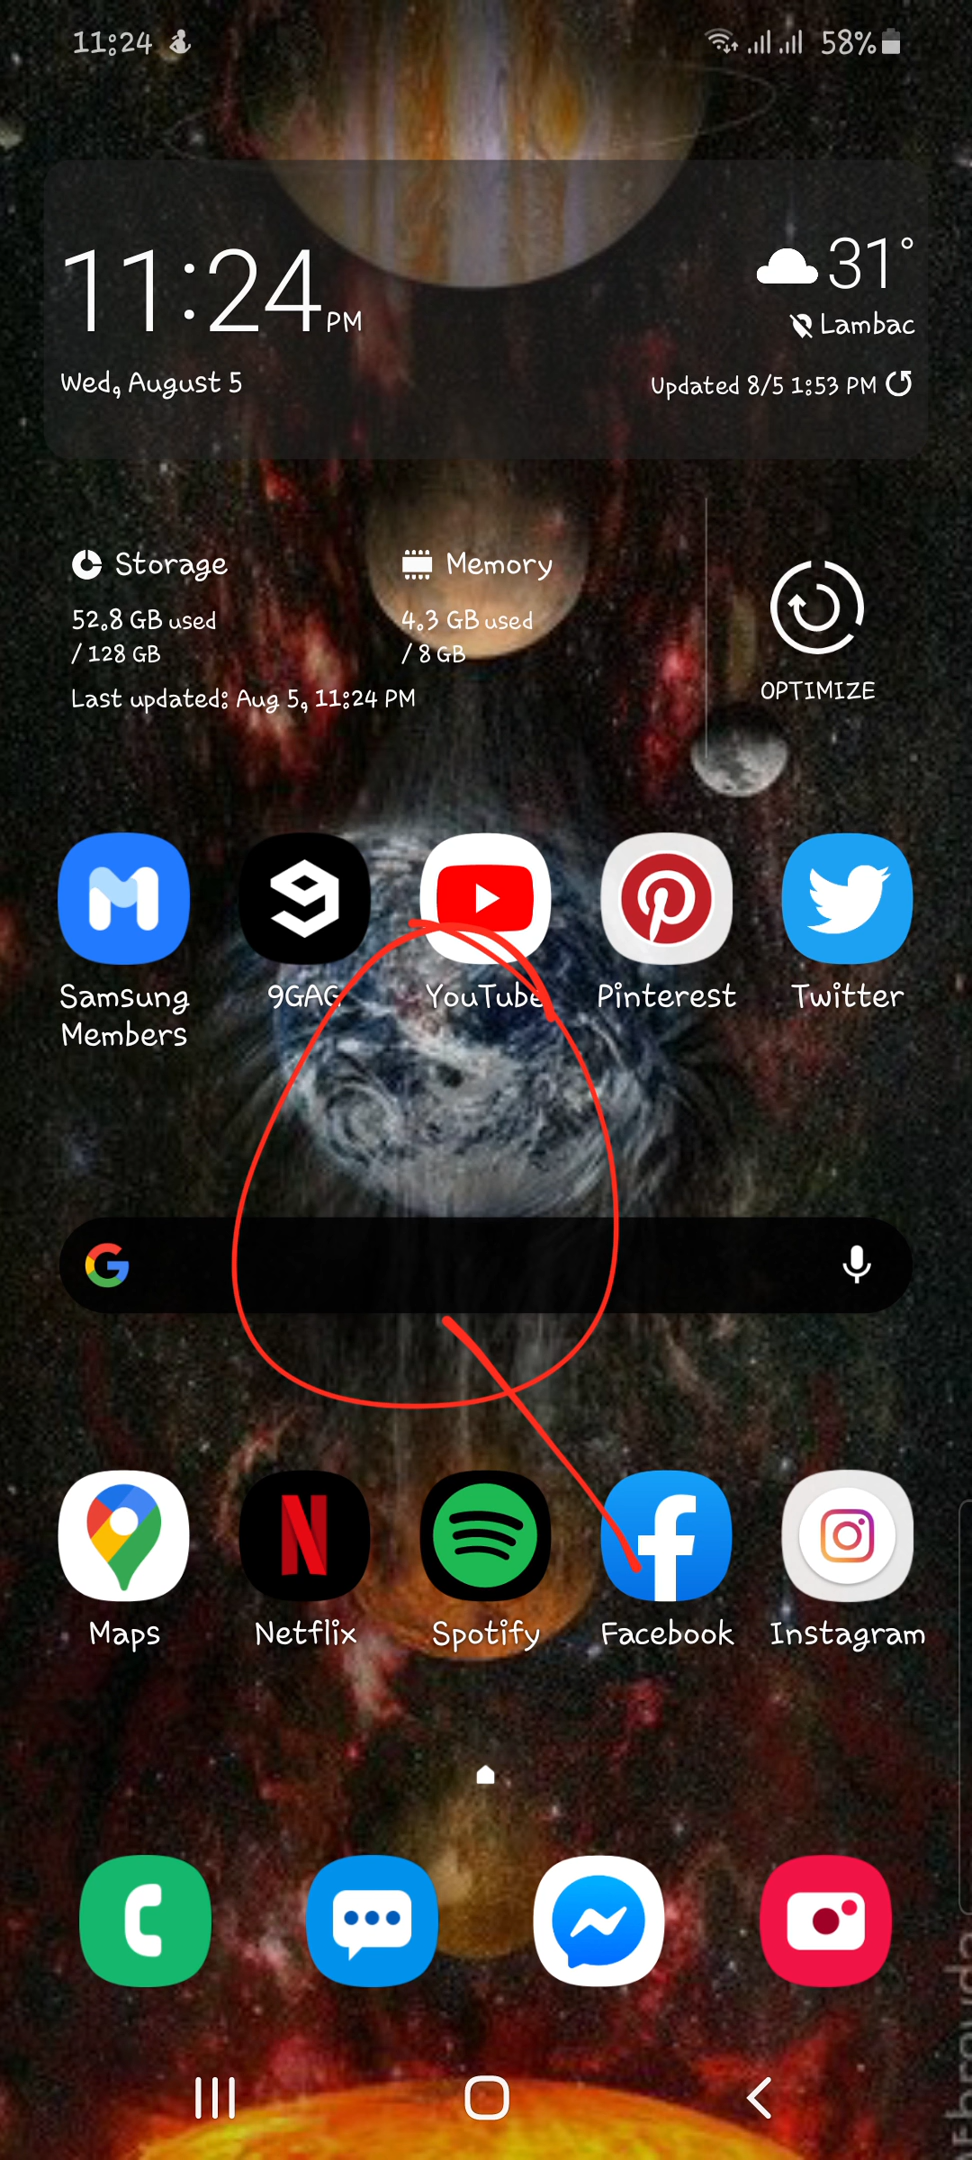 11:24 58%
11:24 PM
31°
Lambac
Wed, August 5
Updated 8/5 1:53 PM
Storage
Memory
52.8 GB used
/ 128 GB
4.3 GB used
/ 8 GB
Last updated: Aug 5, 11:24 PM
OPTIMIZE
Samsung
Members
9GAG
YouTube
Pinterest
Twitter
Maps
Netflix
Spotify
Facebook
Instagram